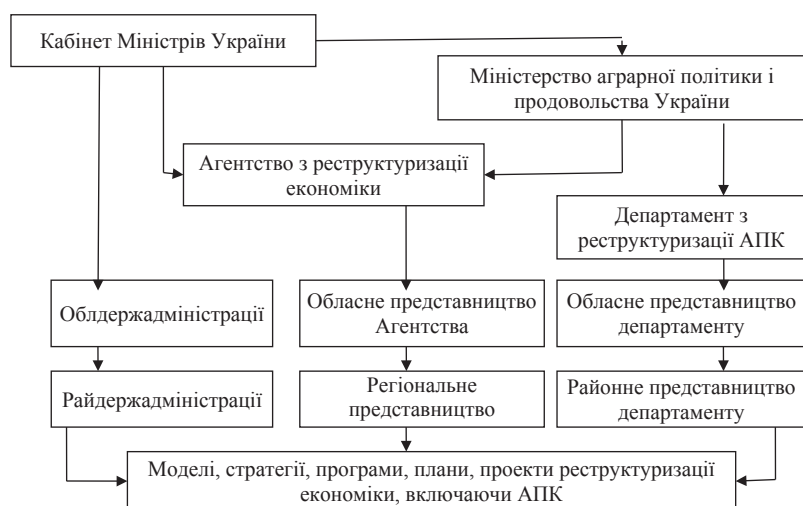 Кабінет Міністрів України
Міністерство аграрної політики і
продовольства України
Агентство з реструктуризації
економіки
Департамент з
реструктуризації АПК
Облдержадміністрації
Обласне представництво
Агентства
Обласне представництво
департаменту
Райдержадміністрації
Регіональне
представництво
Районне представництво
департаменту
Моделі, стратегії, програми, плани, проекти реструктуризації
економіки, включаючи АПК